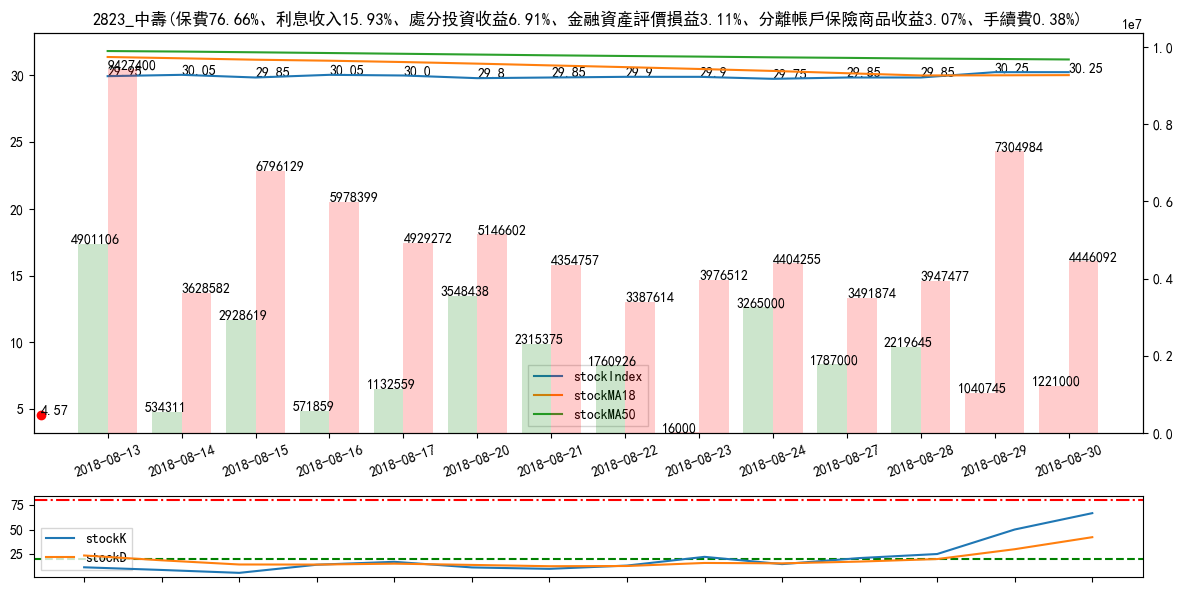 2823_中壽(保費76.66%、利息收入15.93%、處分投資收益6.91%、金融資產評價損益3.11%、分離帳戶保險商品收益3.07%、手續費0.38%)
1e7
30
25
20
15
10
5
1.0
0.8
0.6
0.4
0.2
0.0
29.95 30.05 29.85 30.05 30.0 29.8 29.85 29.9 29.9 29.75 29.85 29.85 30.25 30.25
9427400 3628582 6796129 5978399 4929272 5146602 4354757 3387614 3976512 4404255 3491874 3947477 7304984 4446092
4901106 534311 2928619 571859 1132559 3548438 2315375 1760926 16000 3265000 1787000 2219645 1040745 1221000
4.57
stockIndex
stockMA18
stockMA50
2018-08-13 2018-08-14 2018-08-15 2018-08-16 2018-08-17 2018-08-20 2018-08-21 2018-08-22 2018-08-23 2018-08-24 2018-08-27 2018-08-28 2018-08-29 2018-08-30
75
50
25
stockK
stockD